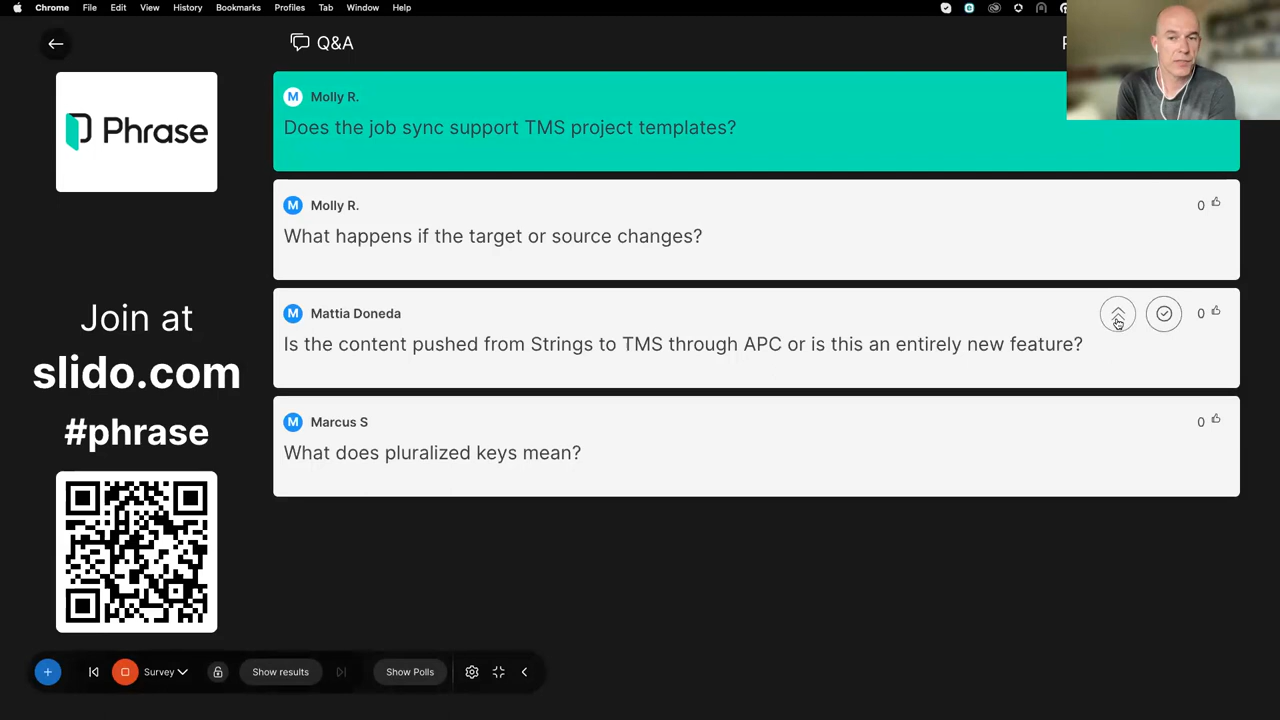 Chrome File Edit View History Bookmarks Profiles Tab Window Help
Q&A
Phrase
M Molly R.
Does the job sync support TMS project templates?
M Molly R. 0
What happens if the target or source changes?
M Mattia Doneda 0
Is the content pushed from Strings to TMS through APC or is this an entirely new feature?
M Marcus S 0
What does pluralized keys mean?
Join at
slido.com
#phrase
Survey Show results Show Polls